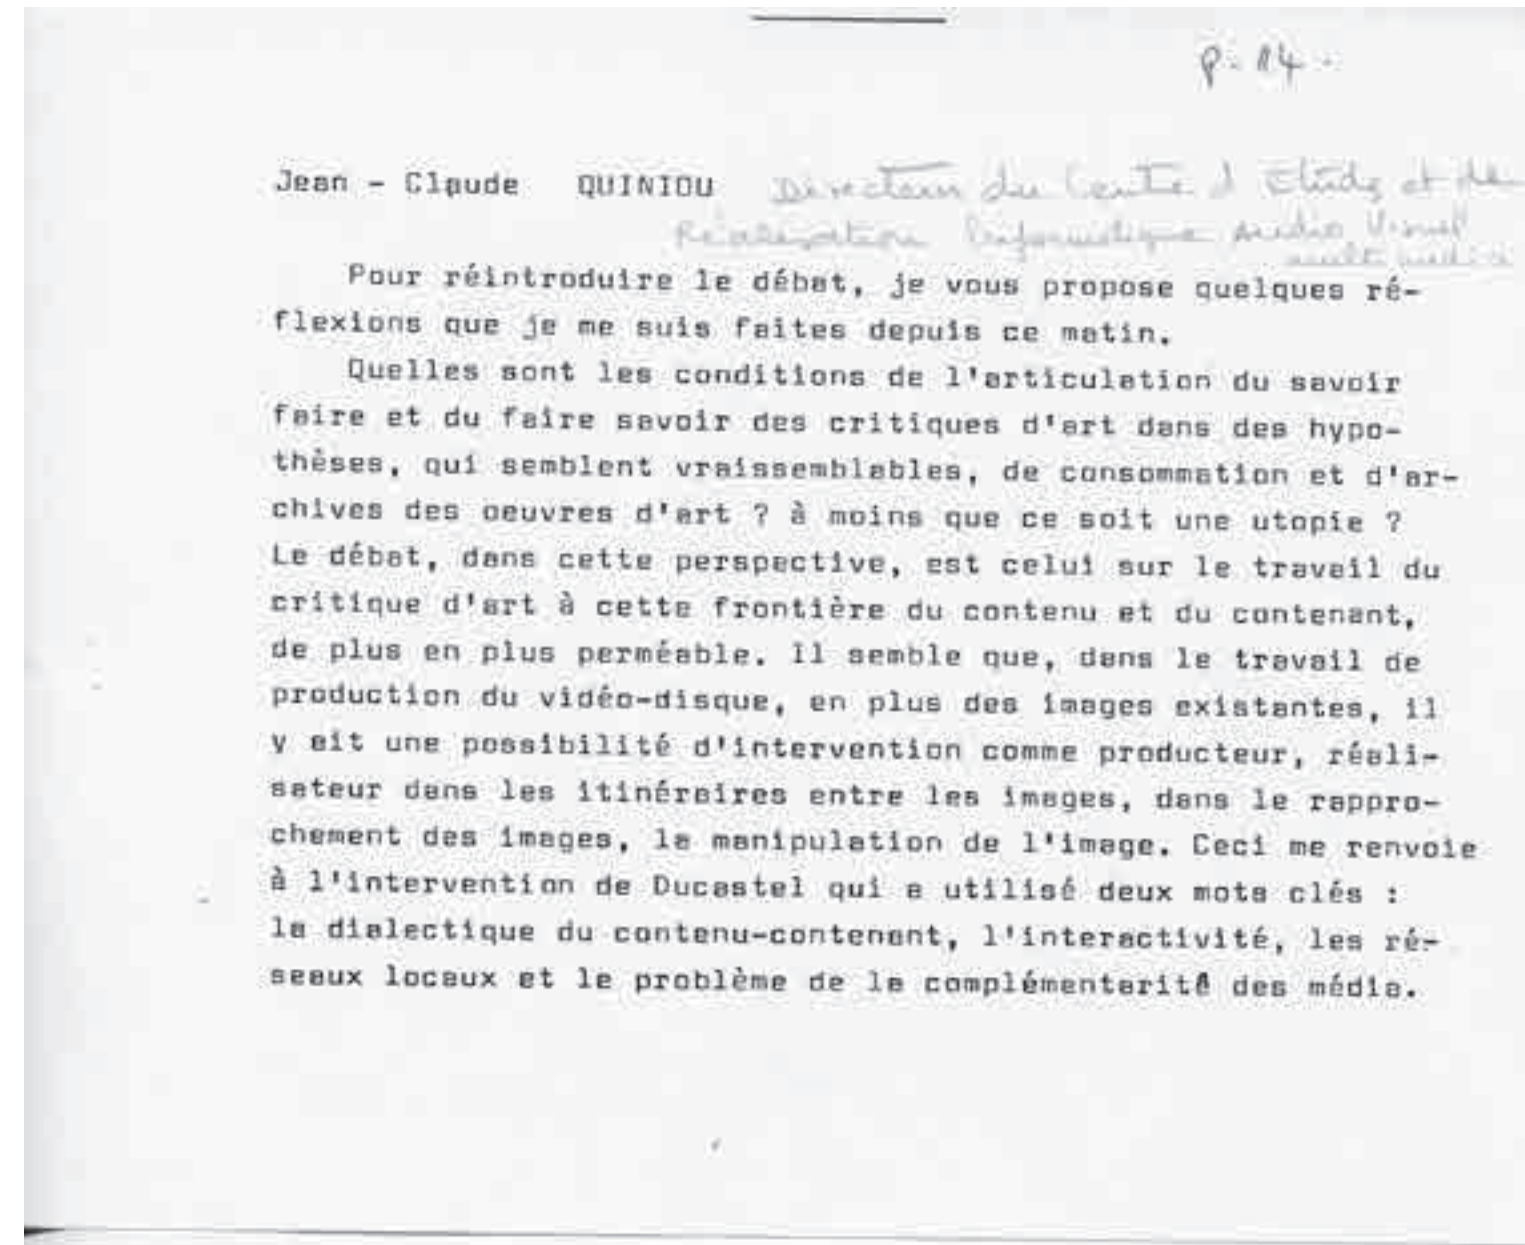 p. 14.
Jean - Claude QUINIOU Directeur du Centre d'Etudes et de
Réalisation Informatique Audio Visuel
multimedia
Pour réintroduire le débat, je vous propose quelques ré-
flexions que je me suis faites depuis ce matin.
Quelles sont les conditions de l'articulation du savoir
faire et du faire savoir des critiques d'art dans des hypo-
thèses, qui semblent vraissemblables, de consommation et d'ar-
chives des oeuvres d'art ? à moins que ce soit une utopie ?
Le débat, dans cette perspective, est celui sur le travail du
critique d'art à cette frontière du contenu et du contenant,
de plus en plus perméable. Il semble que, dans le travail de
production du vidéo-disque, en plus des images existantes, il
y ait une possibilité d'intervention comme producteur, réali-
sateur dans les itinéraires entre les images, dans le rappro-
chement des images, la manipulation de l'image. Ceci me renvoie
à l'intervention de Ducastel qui a utilisé deux mots clés :
la dialectique du contenu-contenant, l'interactivité, les ré-
seaux locaux et le problème de la complémentarité des média.